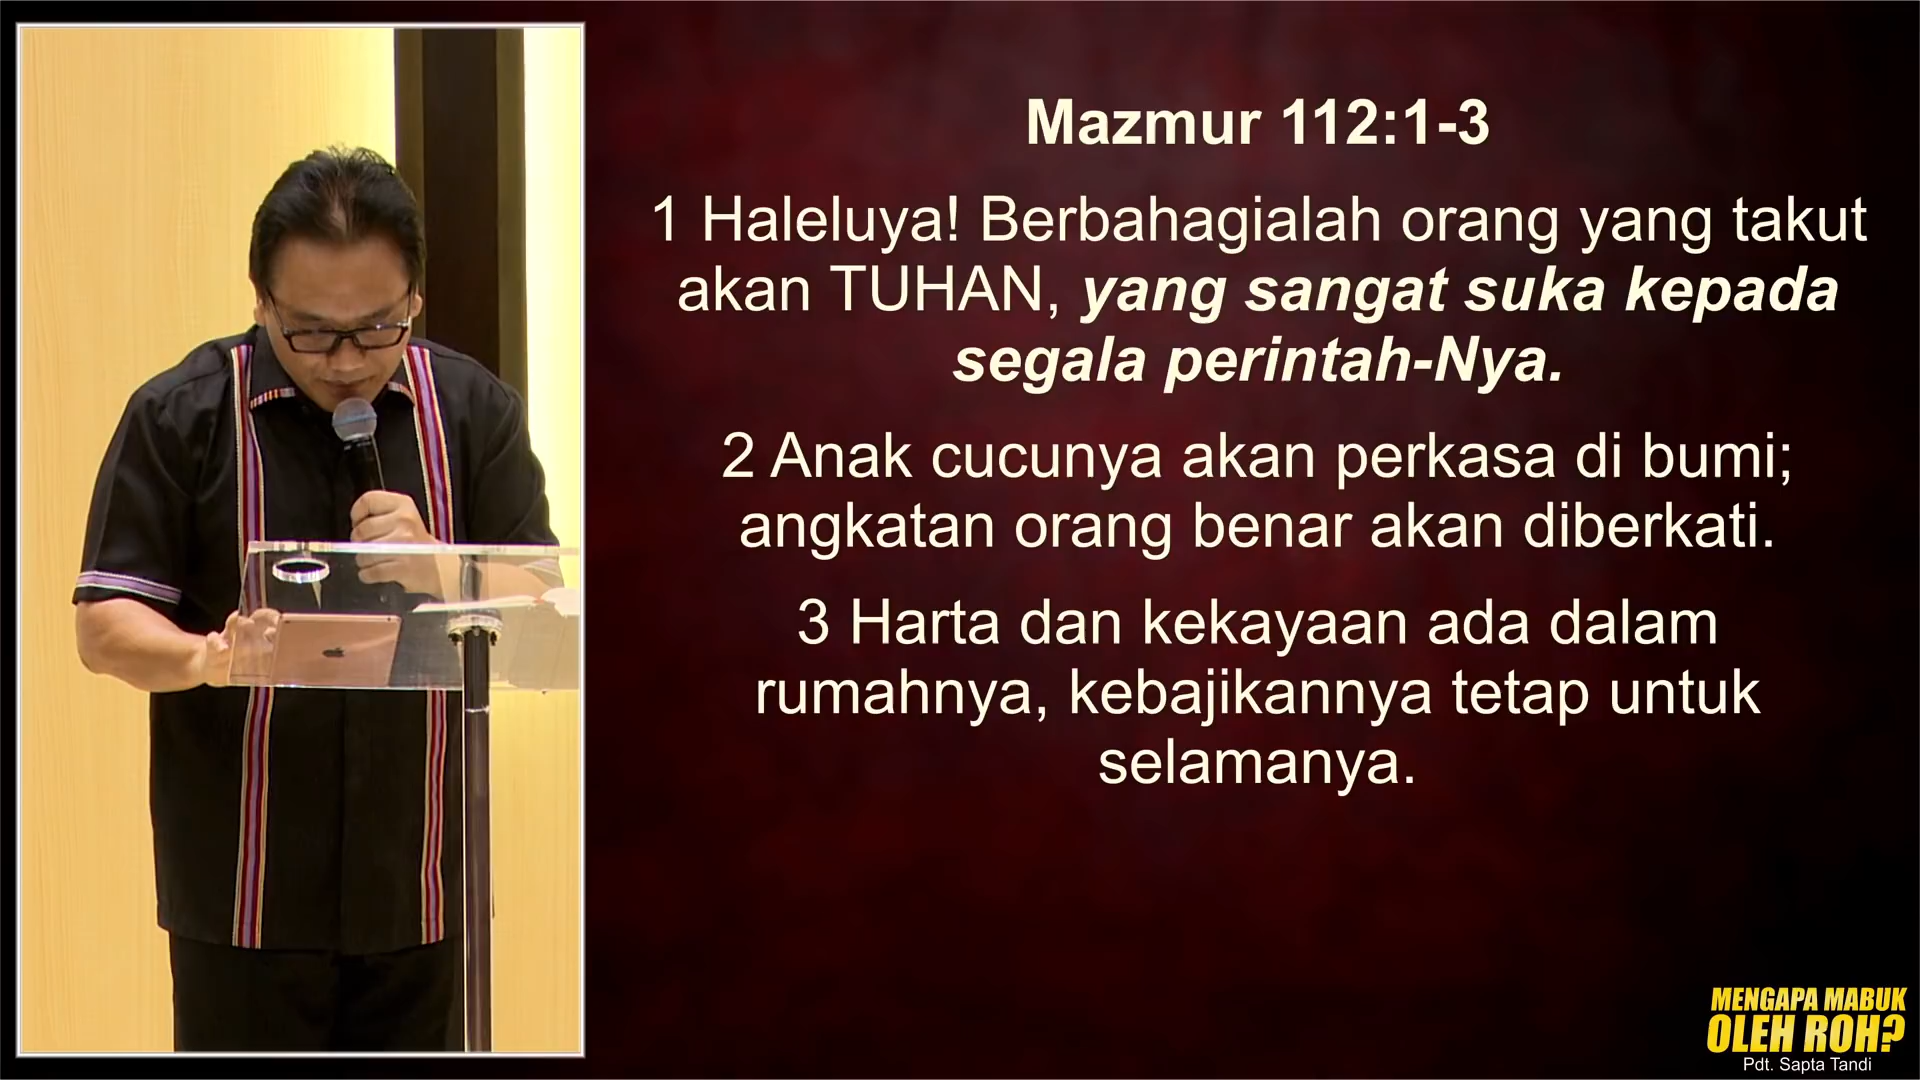 Mazmur 112:1-3
1 Haleluya! Berbahagialah orang yang takut
akan TUHAN, yang sangat suka kepada
segala perintah-Nya.
2 Anak cucunya akan perkasa di bumi;
angkatan orang benar akan diberkati.
3 Harta dan kekayaan ada dalam
rumahnya, kebajikannya tetap untuk
selamanya.
MENGAPA MABUK
OLEH ROH?
Pdt. Sapta Tandi